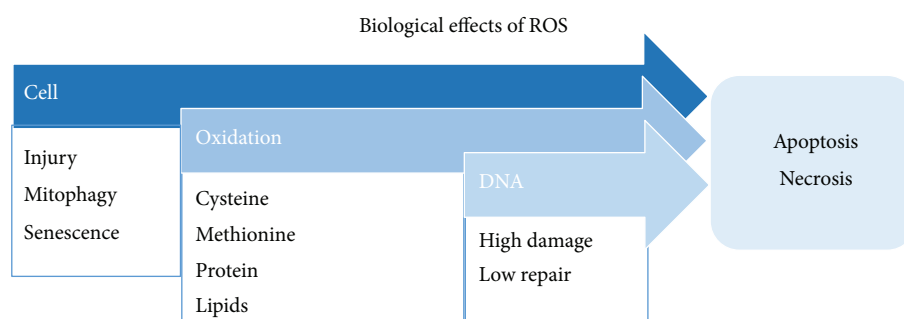 Biological effects of ROS
Cell
Injury
Mitophagy
Senescence
Oxidation
Cysteine
Methionine
Protein
Lipids
DNA
High damage
Low repair
Apoptosis
Necrosis